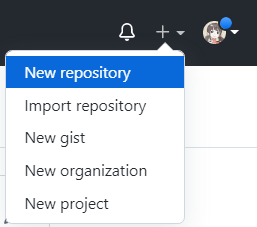 New repository
Import repository
New gist
New organization
New project